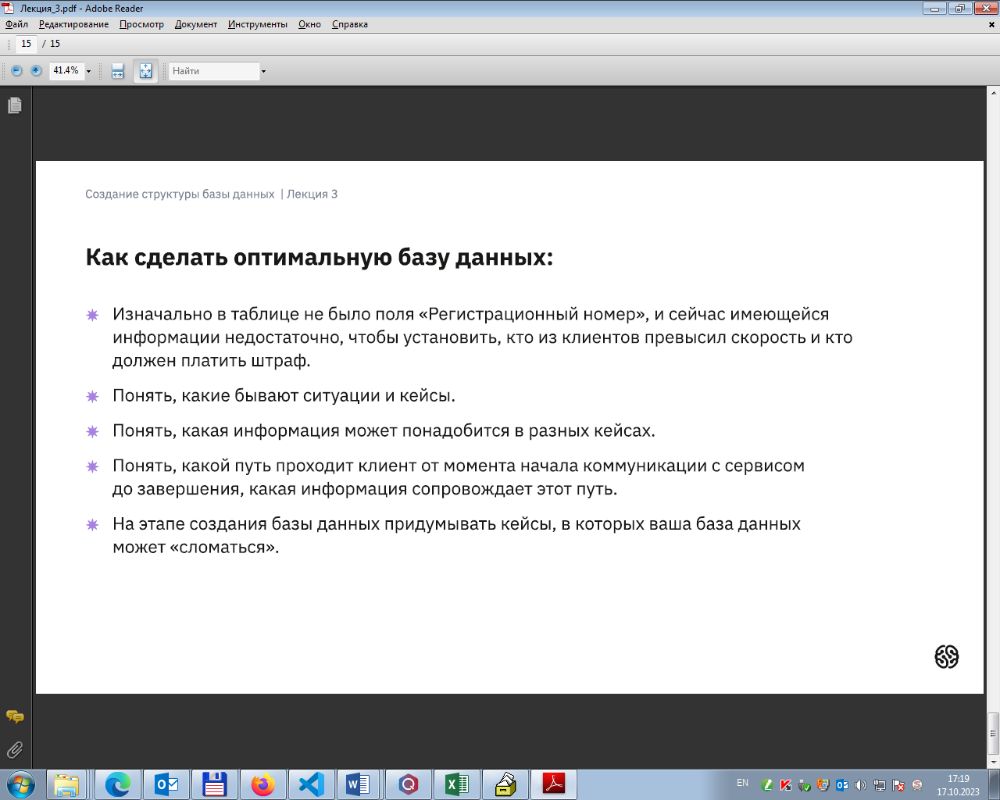 Лекция_3.pdf - Adobe Reader
Файл Редактирование Просмотр Документ Инструменты Окно Справка
15 / 15
41.4% Найти
Создание структуры базы данных | Лекция 3
Как сделать оптимальную базу данных:
Изначально в таблице не было поля «Регистрационный номер», и сейчас имеющейся
информации недостаточно, чтобы установить, кто из клиентов превысил скорость и кто
должен платить штраф.
Понять, какие бывают ситуации и кейсы.
Понять, какая информация может понадобится в разных кейсах.
Понять, какой путь проходит клиент от момента начала коммуникации с сервисом
до завершения, какая информация сопровождает этот путь.
На этапе создания базы данных придумывать кейсы, в которых ваша база данных
может «сломаться».
EN
17:19
17.10.2023